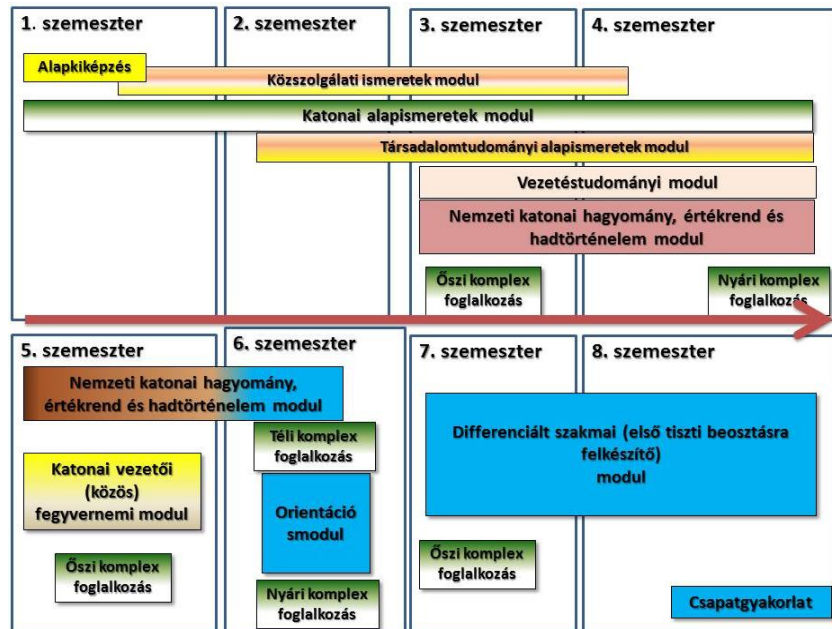 1. szemeszter
2. szemeszter
3. szemeszter
4. szemeszter
Alapkiképzés
Közszolgálati ismeretek modul
Katonai alapismeretek modul
Társadalomtudományi alapismeretek modul
Vezetéstudományi modul
Nemzeti katonai hagyomány, értékrend és
hadtörténelem modul
Őszi komplex
foglalkozás
Nyári komplex
foglalkozás
5. szemeszter
6. szemeszter
7. szemeszter
8. szemeszter
Nemzeti katonai hagyomány,
értékrend és hadtörténelem modul
Téli komplex
foglalkozás
Differenciált szakmai (első tiszti beosztásra
felkészítő)
modul
Katonai vezetői
(közös)
fegyvernemi modul
Orientáció
smodul
Őszi komplex
foglalkozás
Őszi komplex
foglalkozás
Nyári komplex
foglalkozás
Csapatgyakorlat